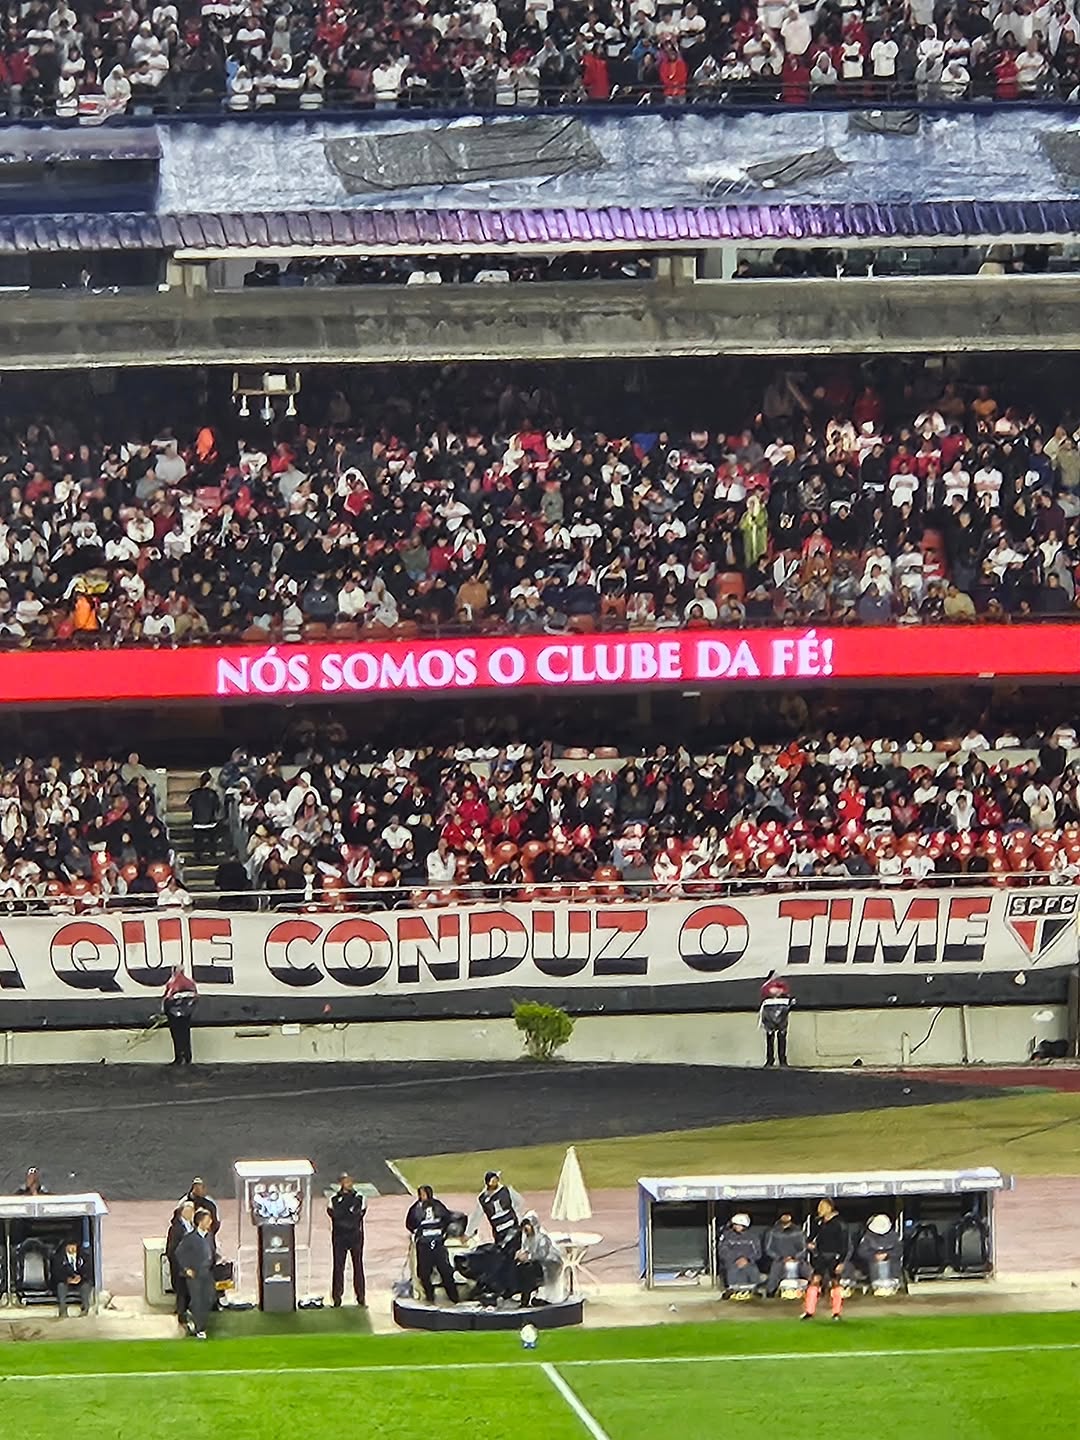 NÓS SOMOS O CLUBE DA FÉ!
A QUE CONDUZ O TIME
SPFC